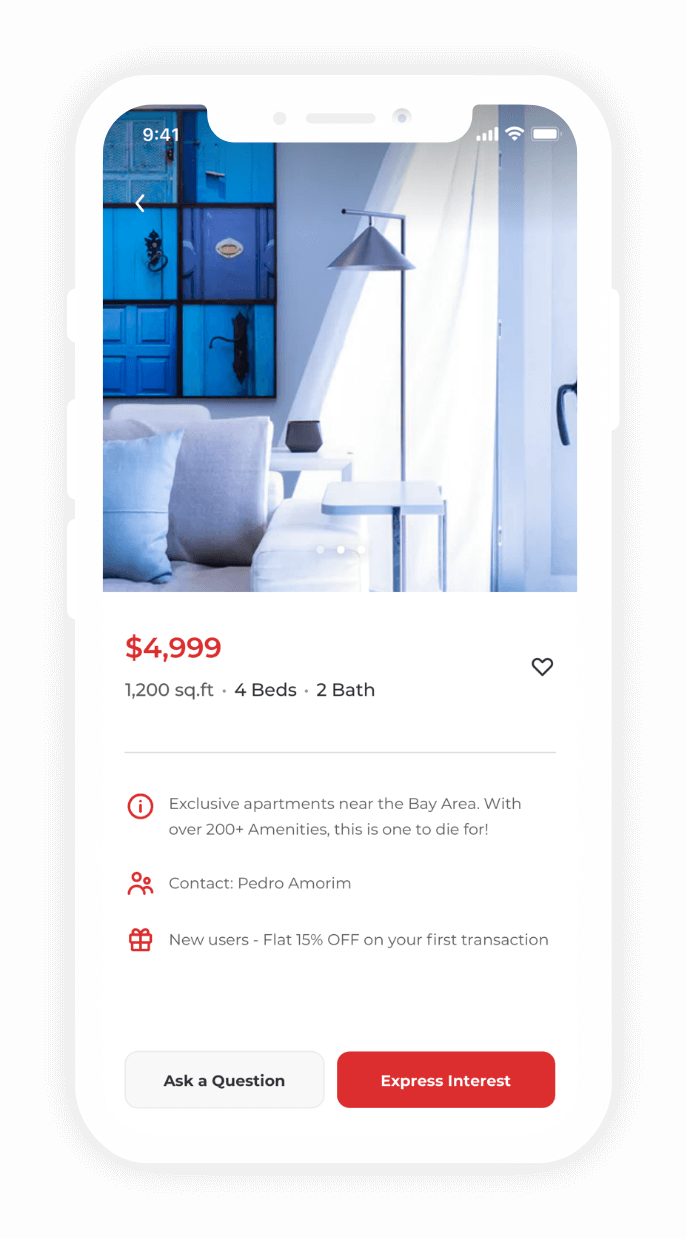 9:41
$4,999
1,200 sq.ft · 4 Beds · 2 Bath
Exclusive apartments near the Bay Area. With
over 200+ Amenities, this is one to die for!
Contact: Pedro Amorim
New users - Flat 15% OFF on your first transaction
Ask a Question
Express Interest